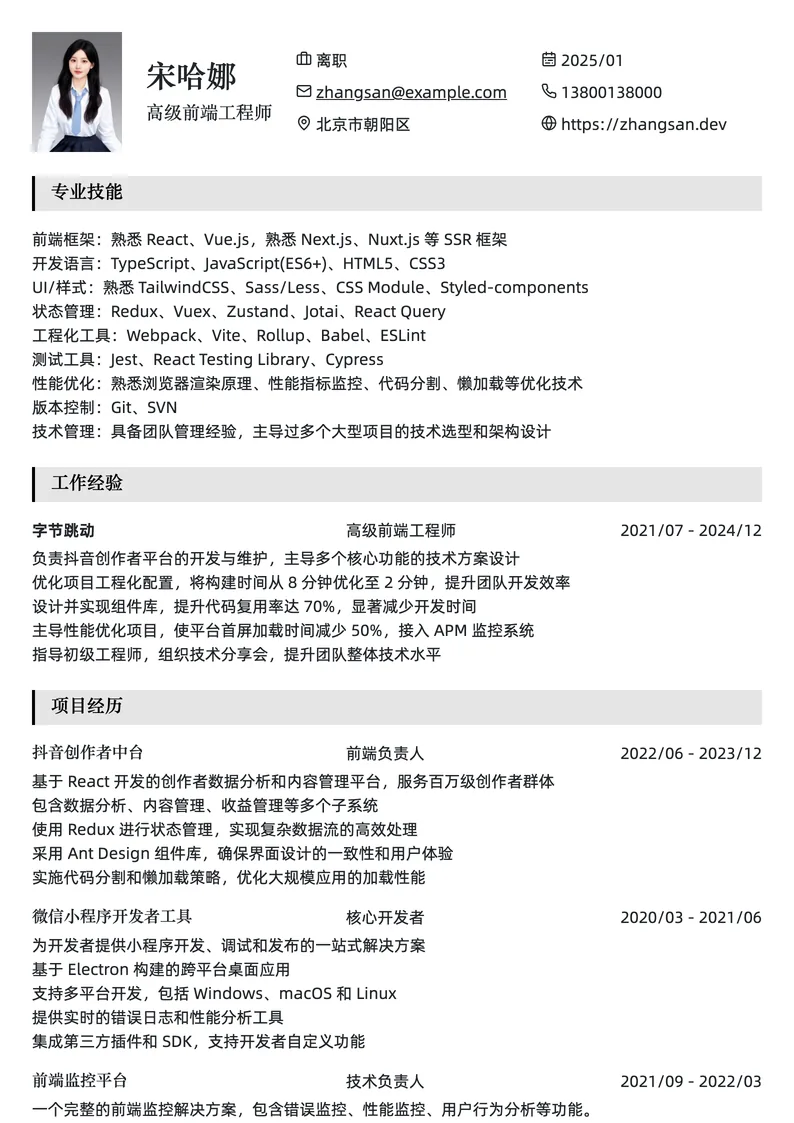 宋哈娜
高级前端工程师
离职
2025/01
zhangsan@example.com
13800138000
北京市朝阳区
https://zhangsan.dev
专业技能
前端框架：熟悉 React、Vue.js，熟悉 Next.js、Nuxt.js 等 SSR 框架
开发语言：TypeScript、JavaScript(ES6+)、HTML5、CSS3
UI/样式：熟悉 TailwindCSS、Sass/Less、CSS Module、Styled-components
状态管理：Redux、Vuex、Zustand、Jotai、React Query
工程化工具：Webpack、Vite、Rollup、Babel、ESLint
测试工具：Jest、React Testing Library、Cypress
性能优化：熟悉浏览器渲染原理、性能指标监控、代码分割、懒加载等优化技术
版本控制：Git、SVN
技术管理：具备团队管理经验，主导过多个大型项目的技术选型和架构设计
工作经验
字节跳动 高级前端工程师 2021/07 - 2024/12
负责抖音创作者平台的开发与维护，主导多个核心功能的技术方案设计
优化项目工程化配置，将构建时间从 8 分钟优化至 2 分钟，提升团队开发效率
设计并实现组件库，提升代码复用率达 70%，显著减少开发时间
主导性能优化项目，使平台首屏加载时间减少 50%，接入 APM 监控系统
指导初级工程师，组织技术分享会，提升团队整体技术水平
项目经历
抖音创作者中台 前端负责人 2022/06 - 2023/12
基于 React 开发的创作者数据分析和内容管理平台，服务百万级创作者群体
包含数据分析、内容管理、收益管理等多个子系统
使用 Redux 进行状态管理，实现复杂数据流的高效处理
采用 Ant Design 组件库，确保界面设计的一致性和用户体验
实施代码分割和懒加载策略，优化大规模应用的加载性能
微信小程序开发者工具 核心开发者 2020/03 - 2021/06
为开发者提供小程序开发、调试和发布的一站式解决方案
基于 Electron 构建的跨平台桌面应用
支持多平台开发，包括 Windows、macOS 和 Linux
提供实时的错误日志和性能分析工具
集成第三方插件和 SDK，支持开发者自定义功能
前端监控平台 技术负责人 2021/09 - 2022/03
一个完整的前端监控解决方案，包含错误监控、性能监控、用户行为分析等功能。